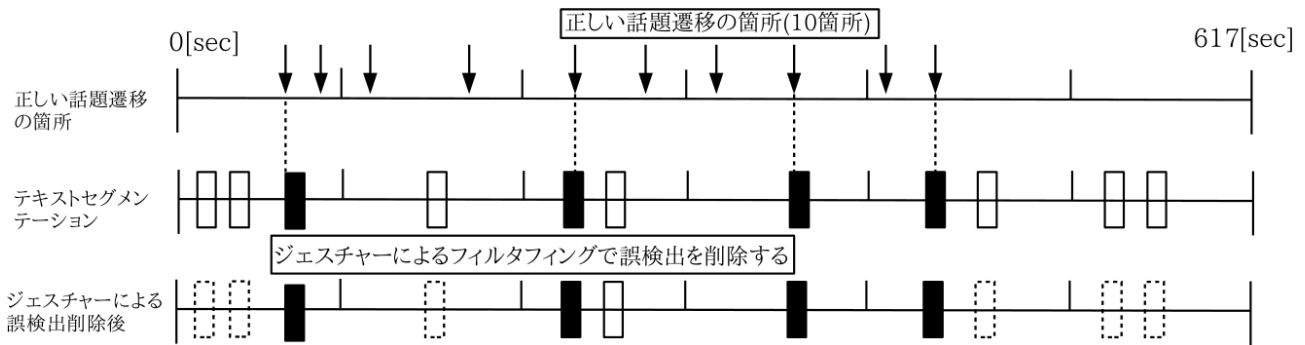 正しい話題遷移の箇所(10箇所)
0[sec]
617[sec]
正しい話題遷移
の箇所
テキストセグメン
テーション
ジェスチャーによるフィルタフィングで誤検出を削除する
ジェスチャーによる
誤検出削除後